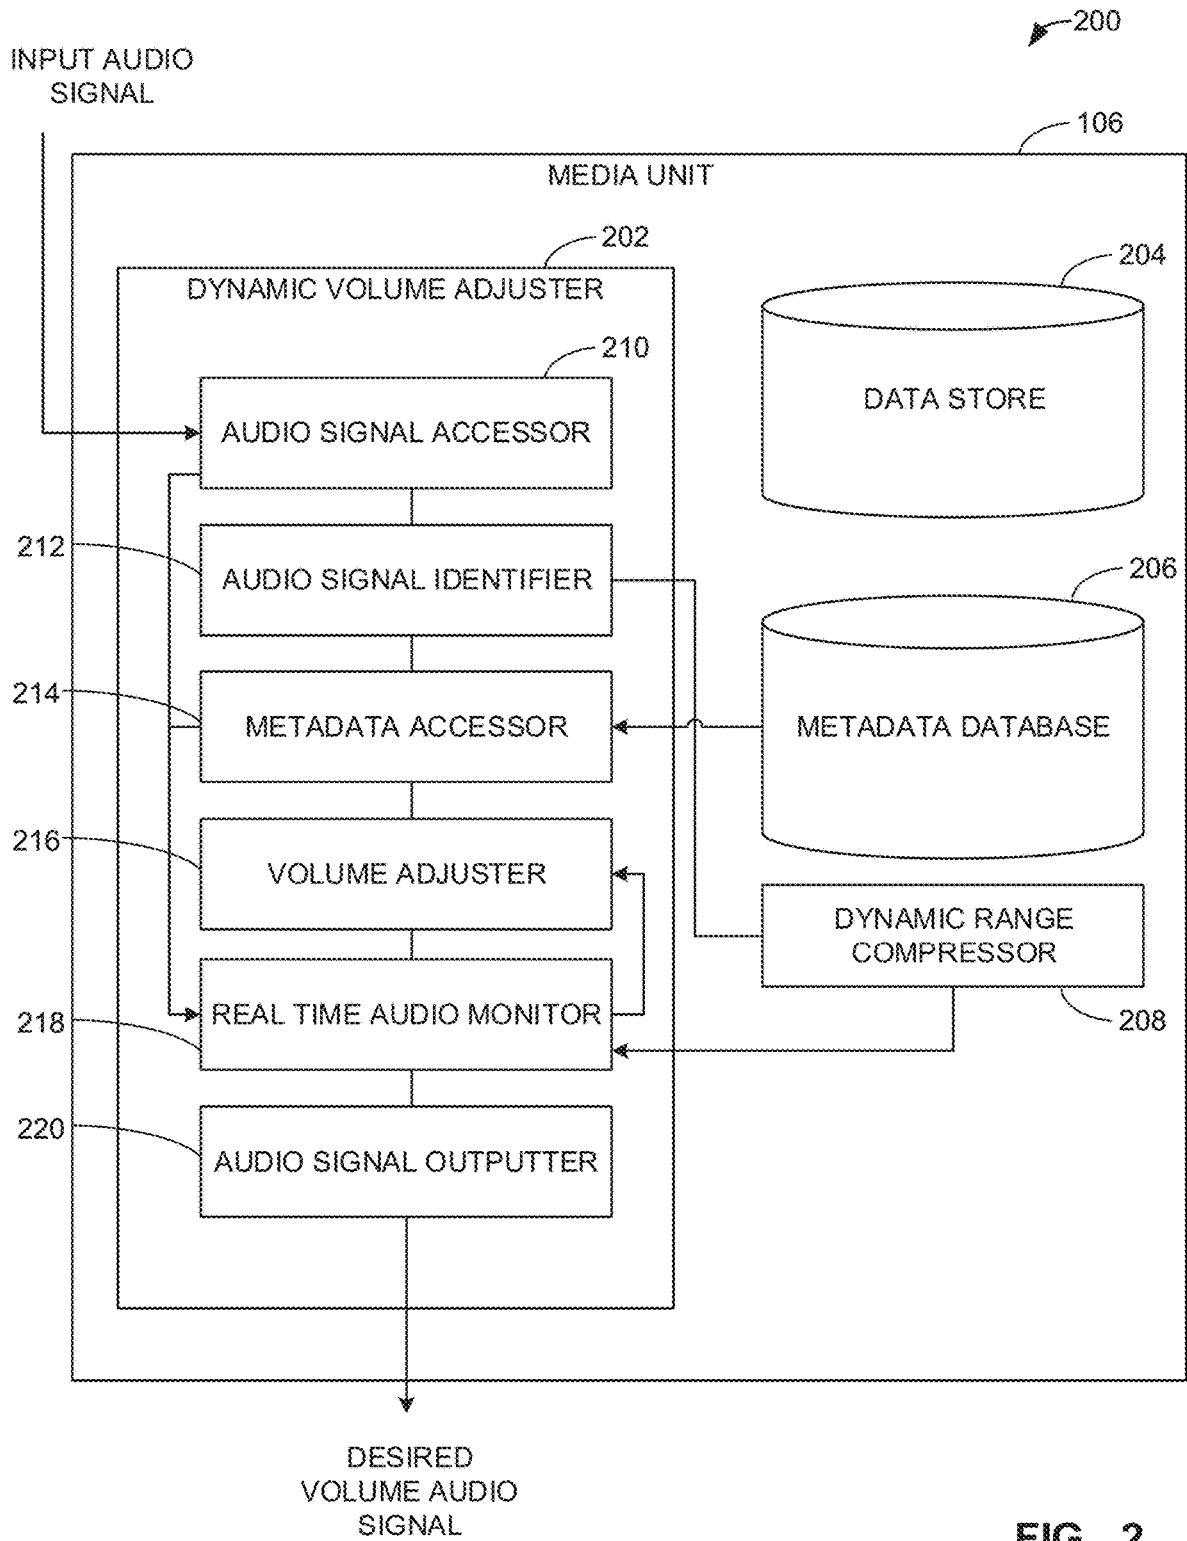 200
INPUT AUDIO
SIGNAL
106
MEDIA UNIT
202
DYNAMIC VOLUME ADJUSTER
204
DATA STORE
210
AUDIO SIGNAL ACCESSOR
212
AUDIO SIGNAL IDENTIFIER
206
METADATA DATABASE
214
METADATA ACCESSOR
216
VOLUME ADJUSTER
DYNAMIC RANGE
COMPRESSOR
208
REAL TIME AUDIO MONITOR
218
220
AUDIO SIGNAL OUTPUTTER
DESIRED
VOLUME AUDIO
SIGNAL
FIG. 2